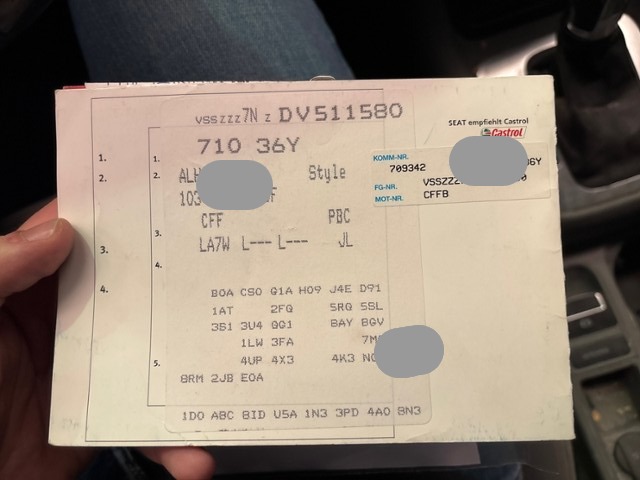 VSSZZZ7N Z DV511580
SEAT empfiehlt Castrol
Castrol
710 36Y
KOMM-NR.
709342
36Y
1.
1.
2.
2.
ALH
Style
FG-NR.
VSSZZZ
103
F
MOT-NR.
CFFB
CFF PBC
3.
3.
LA7W L--- L--- JL
4.
4.
B0A CS0 G1A H09 J4E D91
1AT 2FQ 5RQ 5SL
3S1 3U4 QG1 BAY BGV
1LW 3FA
5.
4UP 4X3 4K3
8RM 2JB E0A
1D0 A8C 8ID U5A 1N3 3PD 4A0 8N3